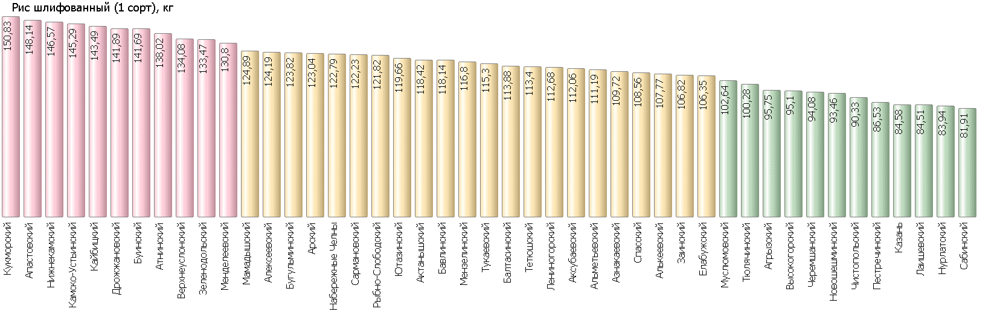 Рис шлифованный (1 сорт), кг
150,83
148,14
146,57
145,29
143,49
141,89
141,69
138,02
134,08
133,47
130,8
124,89
124,19
123,82
123,04
122,79
122,23
121,82
119,66
118,42
118,14
116,8
115,3
113,88
113,4
112,68
112,06
111,19
109,72
108,56
107,77
106,82
106,35
102,64
100,28
95,75
95,1
94,08
93,46
90,33
86,53
84,58
84,51
83,94
81,91
Кукморский
Апастовский
Нижнекамский
Камско-Устьинский
Кайбицкий
Дрожжановский
Буинский
Атнинский
Верхнеуслонский
Зеленодольский
Менделеевский
Мамадышский
Алексеевский
Бугульминский
Арский
Набережные Челны
Сармановский
Рыбно-Слободский
Ютазинский
Актанышский
Бавлинский
Мензелинский
Тукаевский
Балтасинский
Тетюшский
Лениногорский
Аксубаевский
Альметьевский
Азнакаевский
Спасский
Алькеевский
Заинский
Елабужский
Муслюмовский
Тюлячинский
Агрызский
Высокогорский
Черемшанский
Новошешминский
Чистопольский
Пестречинский
Казань
Лаишевский
Нурлатский
Сабинский